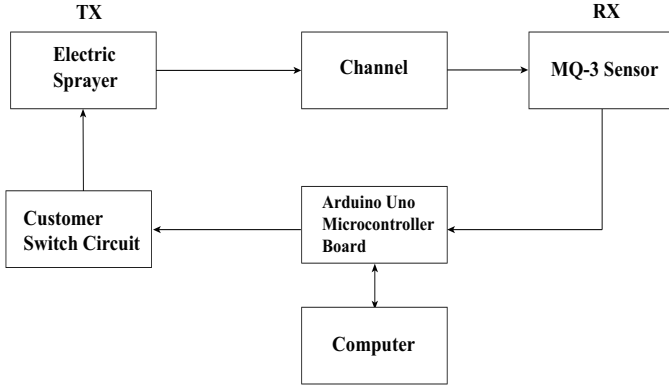 TX
RX
Electric
Sprayer
Channel
MQ-3 Sensor
Customer
Switch Circuit
Arduino Uno
Microcontroller
Board
Computer